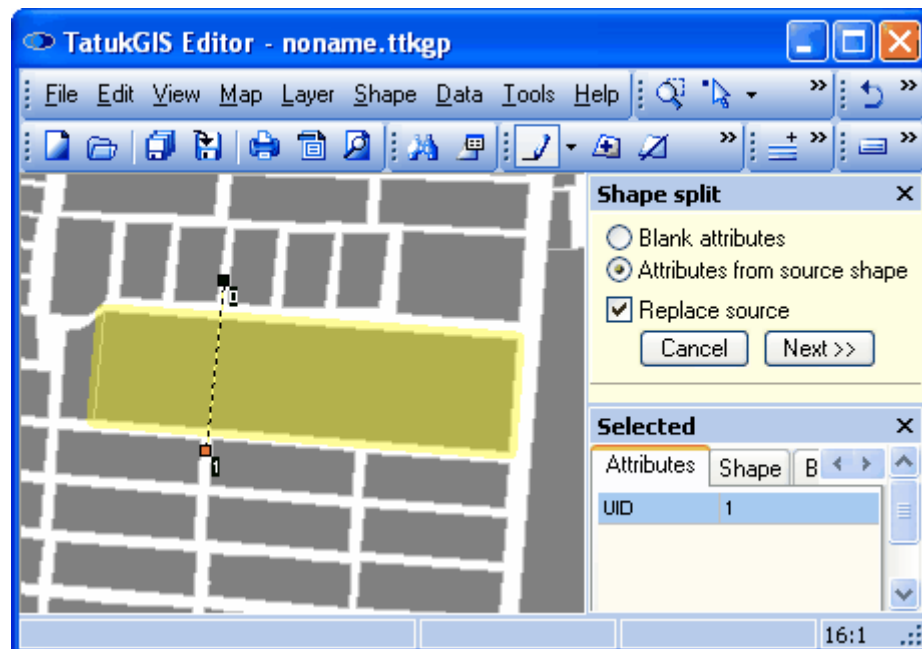 TatukGIS Editor - noname.ttkgp
File Edit View Map Layer Shape Data Tools Help
Shape split
Blank attributes
Attributes from source shape
Replace source
Cancel Next >>
0
1
Selected
Attributes Shape B
UID 1
16:1